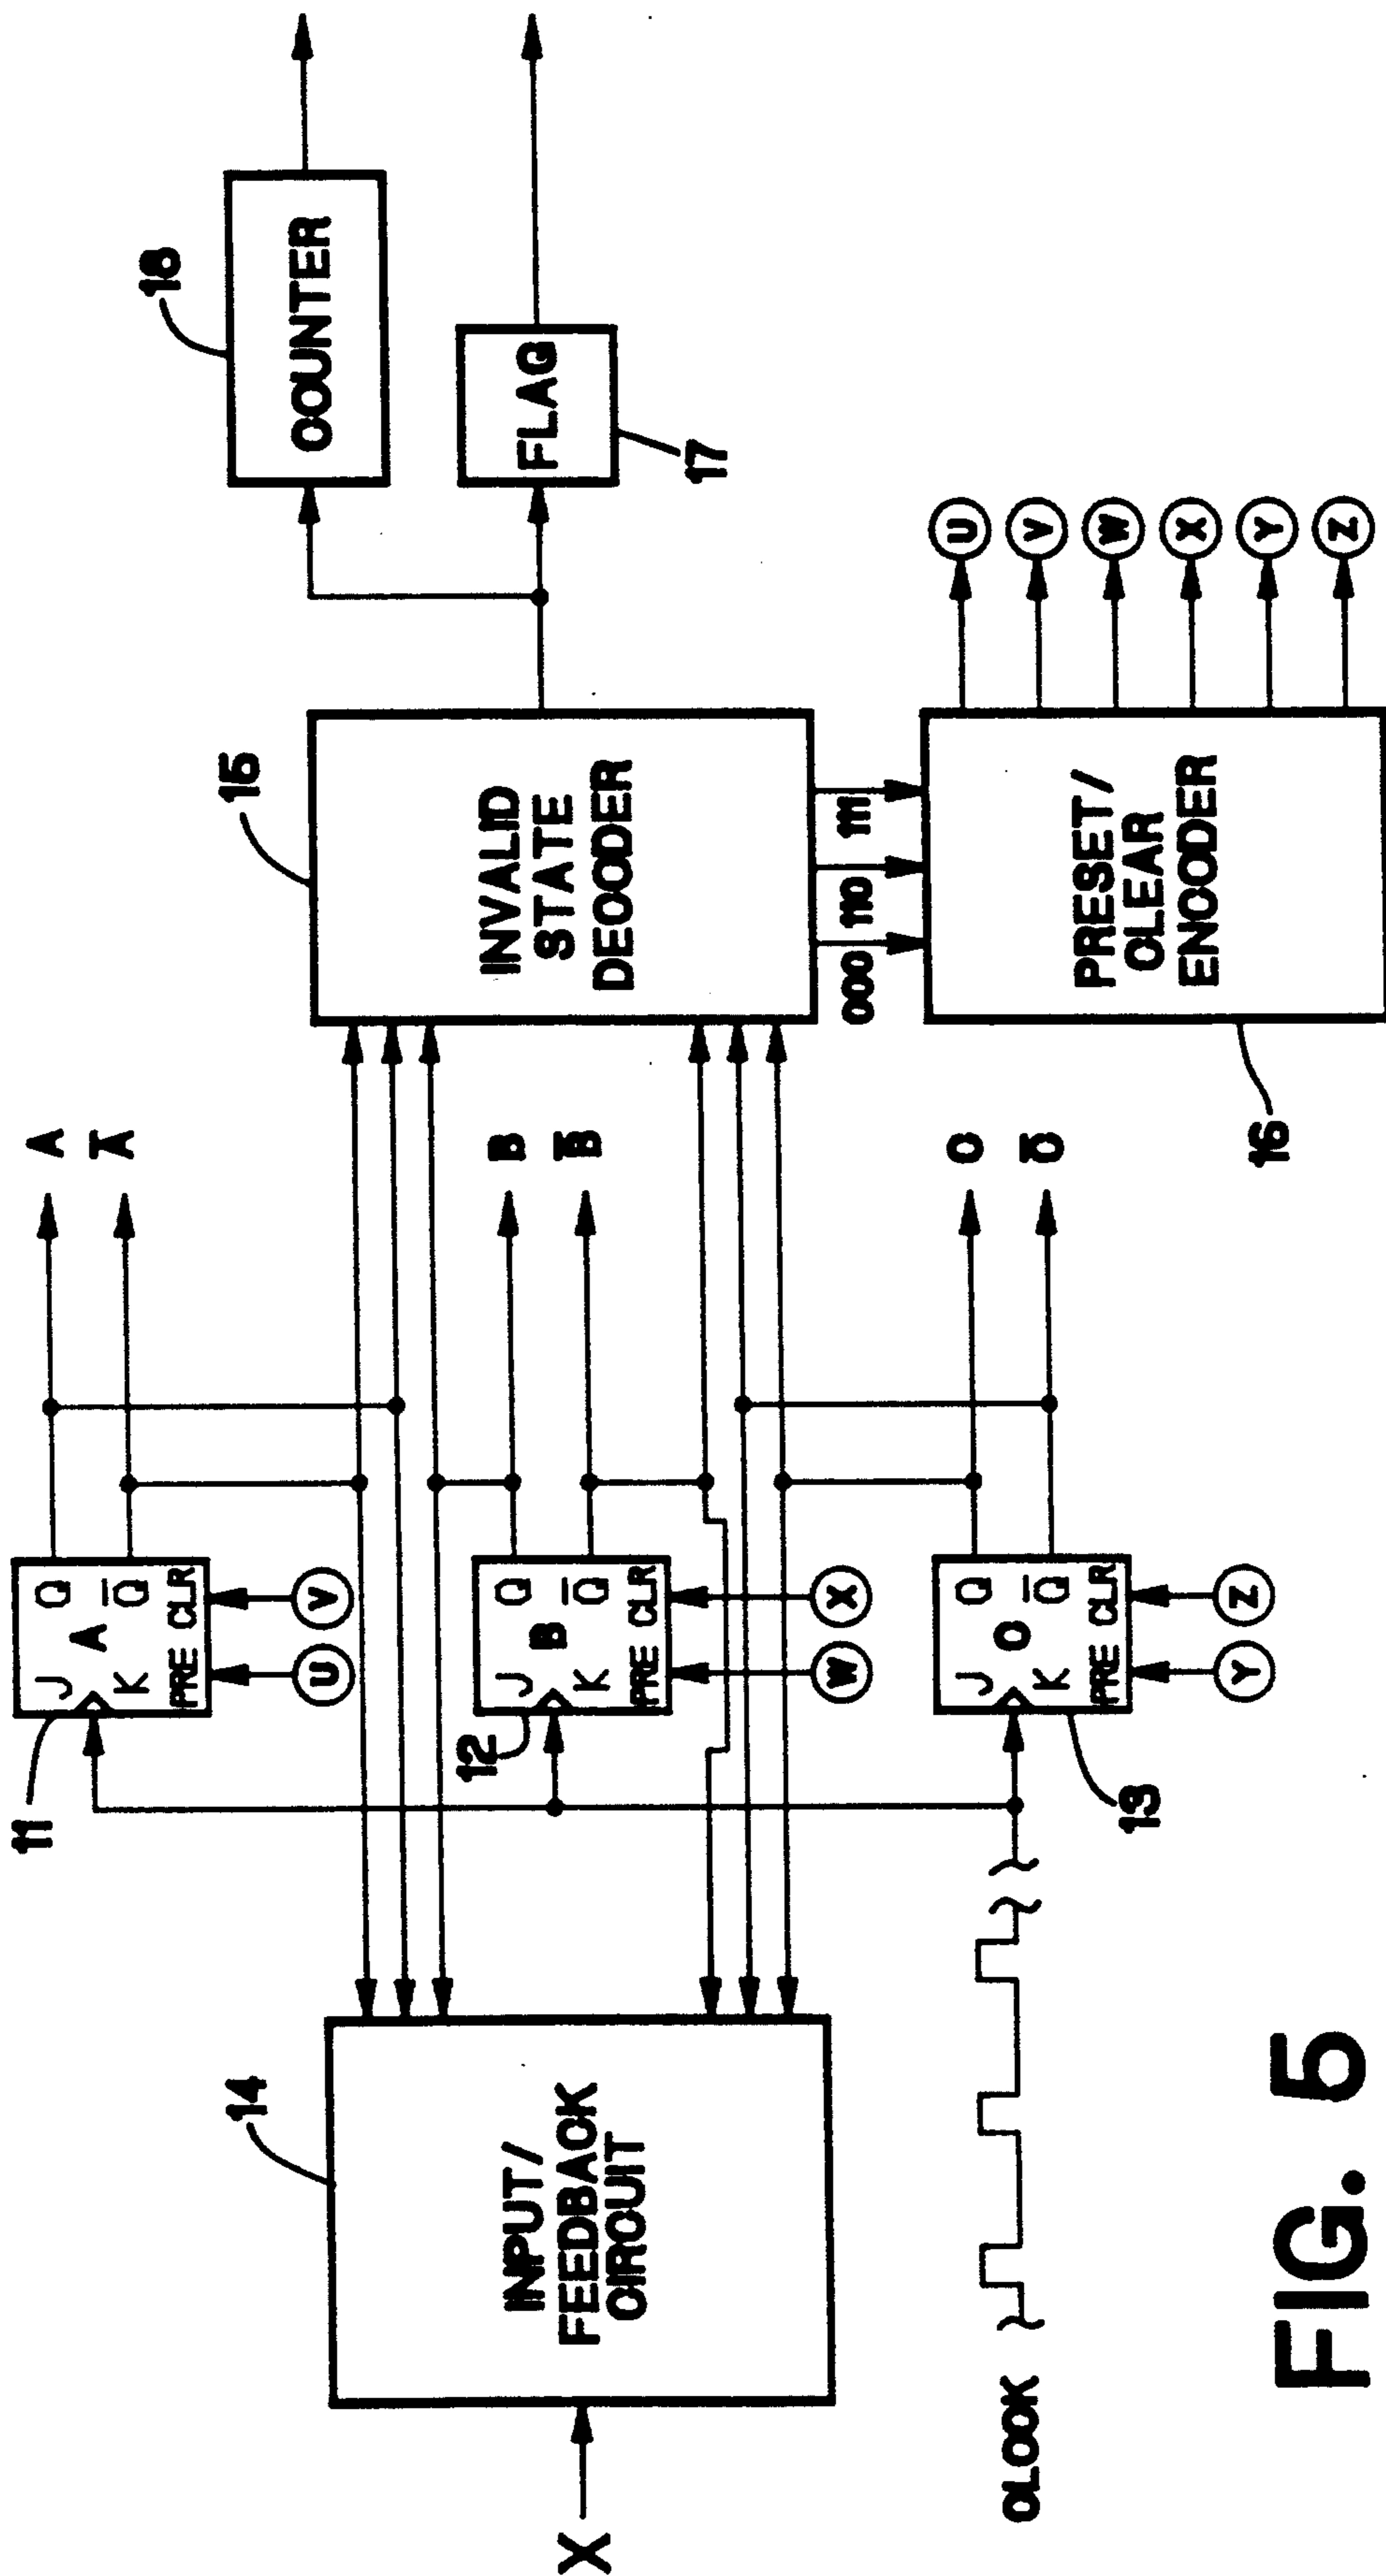 18
COUNTER
FLAG
17
15
INVALID
STATE
DECODER
000
110
111
PRESET/
CLEAR
ENCODER
16
U
V
W
X
Y
Z
A
A̅
B
B̅
C
C̅
11
J
Q
A
K
Q̅
PRE
CLR
U
V
12
J
Q
B
K
Q̅
PRE
CLR
W
X
13
J
Q
C
K
Q̅
PRE
CLR
Y
Z
14
INPUT/
FEEDBACK
CIRCUIT
X
CLOCK
FIG. 5